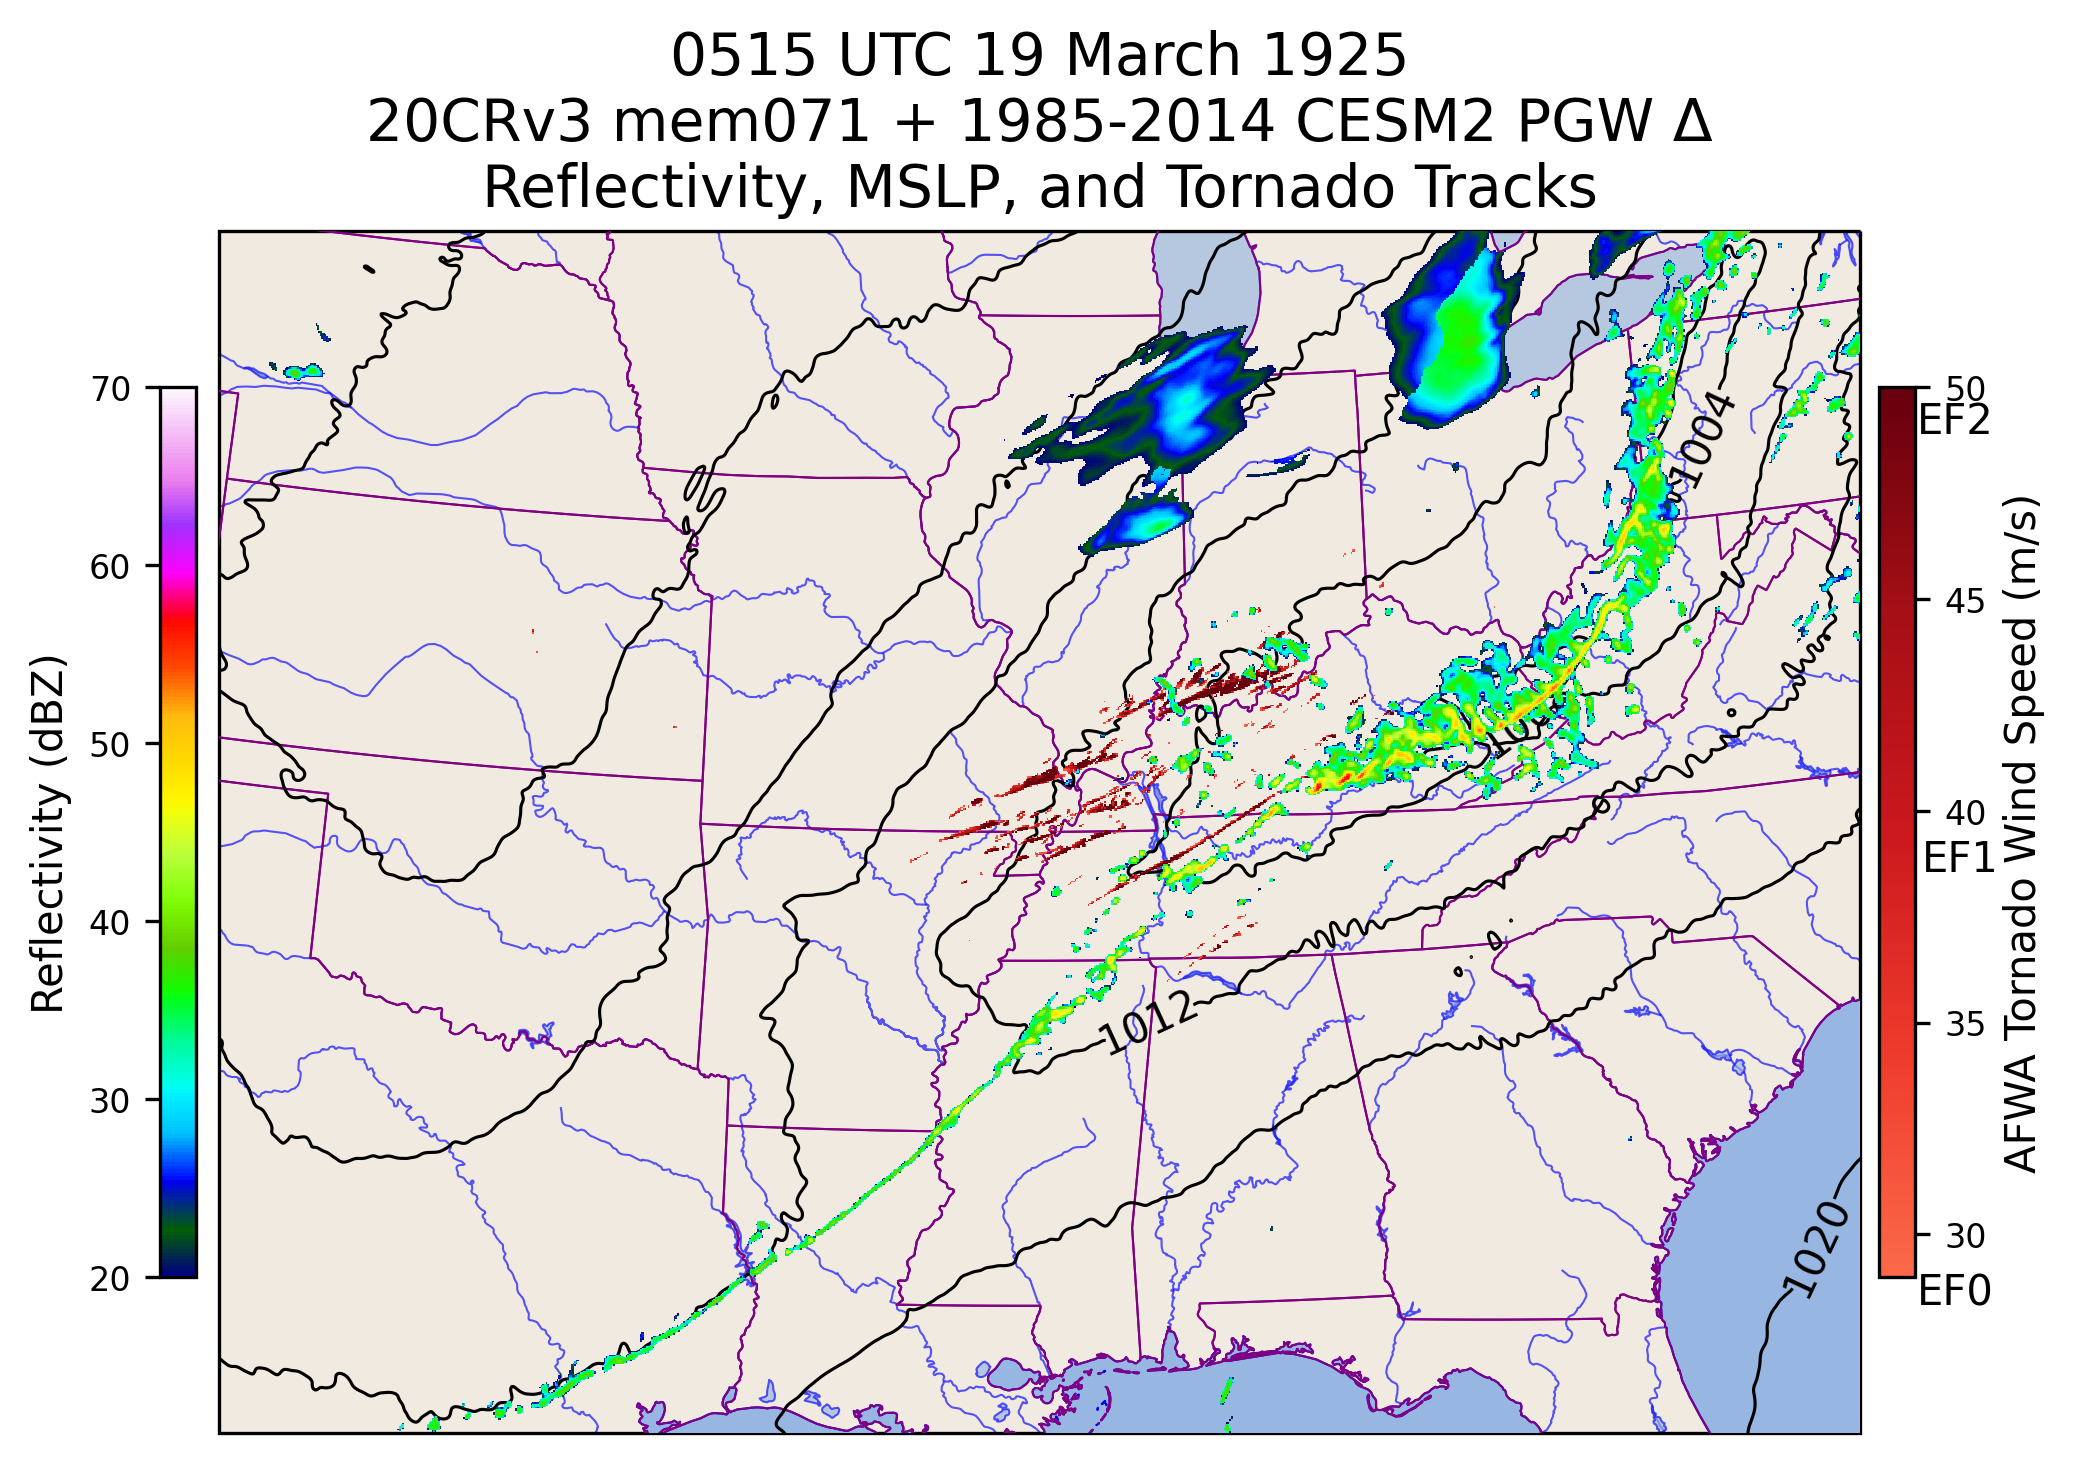 0515 UTC 19 March 1925
20CRv3 mem071 + 1985-2014 CESM2 PGW Δ
Reflectivity, MSLP, and Tornado Tracks
70
60
50
40
30
20
Reflectivity (dBZ)
1004
1012
1020
50
EF2
45
40
EF1
35
30
EF0
AFWA Tornado Wind Speed (m/s)